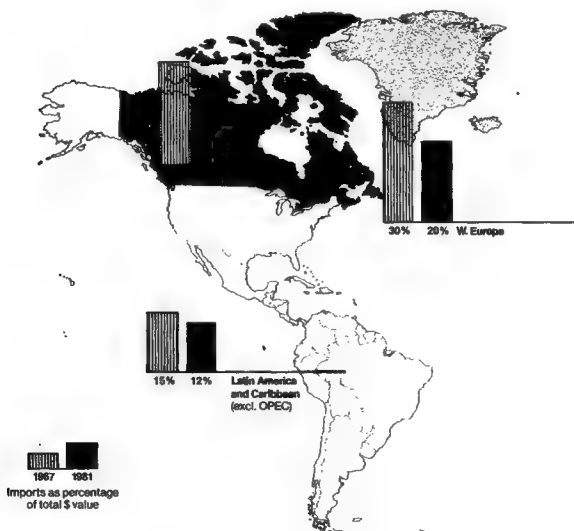 30% 20% W. Europe
15% 12% Latin America
and Caribbean
(excl. OPEC)
1967 1981
Imports as percentage
of total $ value